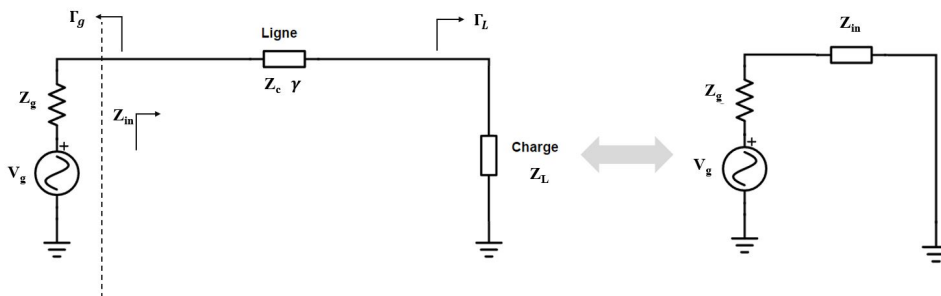 Γg
Ligne
ΓL
Zc γ
Zg
Zin
+
Vg
Charge
ZL
Zin
Zg
+
Vg